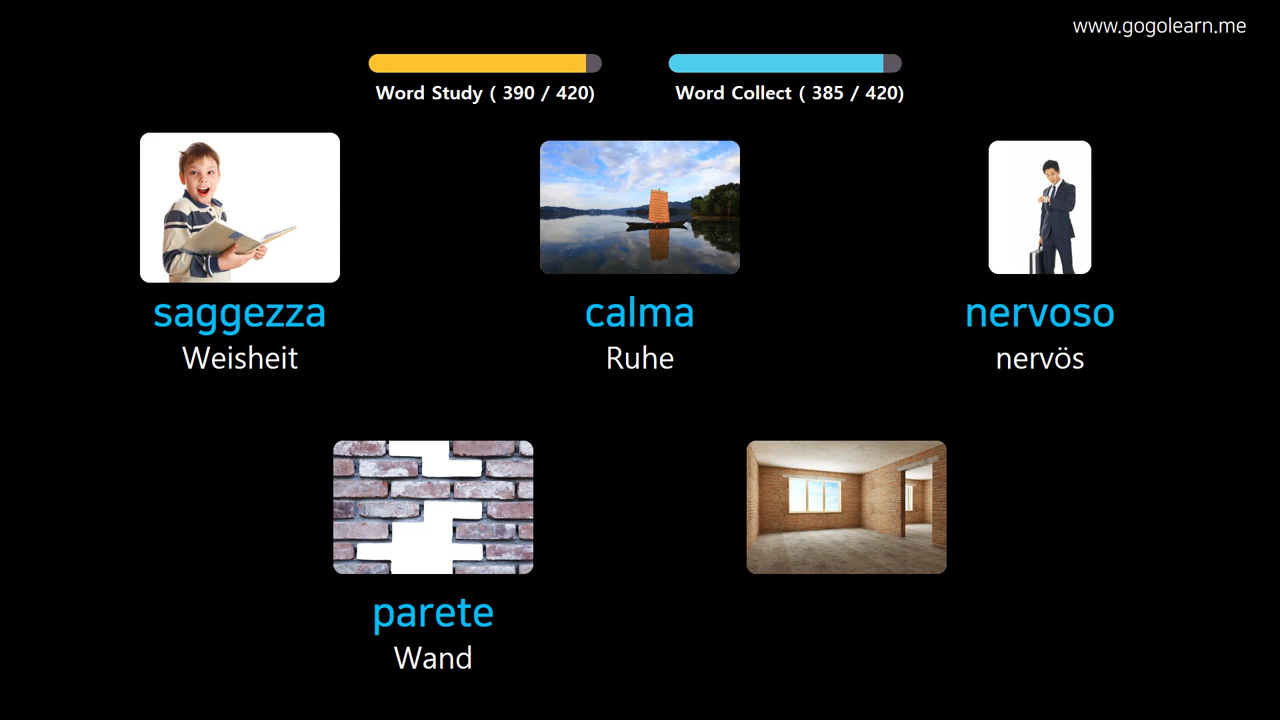 www.gogolearn.me
Word Study ( 390 / 420)
Word Collect ( 385 / 420)
saggezza
Weisheit
calma
Ruhe
nervoso
nervös
parete
Wand